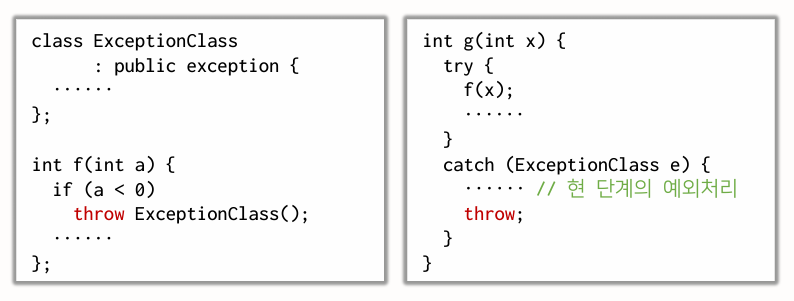 class ExceptionClass
: public exception {
······
};
int f(int a) {
if (a < 0)
throw ExceptionClass();
······
};
int g(int x) {
try {
f(x);
······
}
catch (ExceptionClass e) {
······ // 현 단계의 예외처리
throw;
}
}